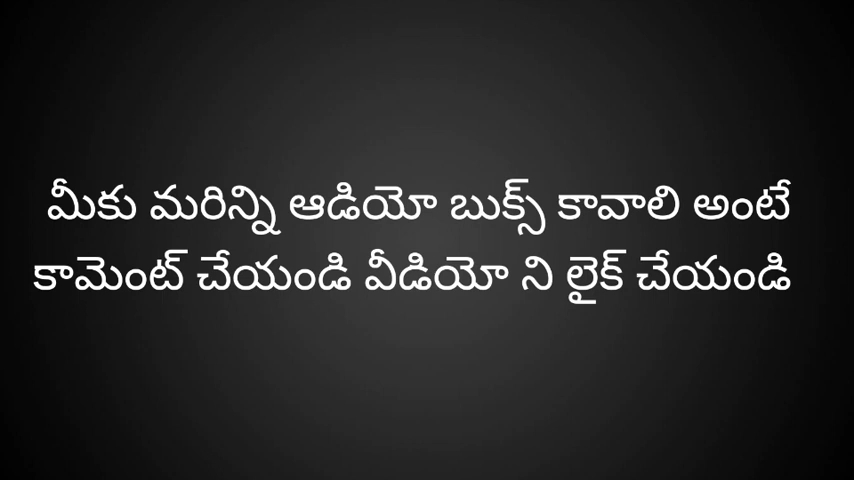 మీకు మరిన్ని ఆడియో బుక్స్ కావాలి అంటే
కామెంట్ చేయండి వీడియో ని లైక్ చేయండి